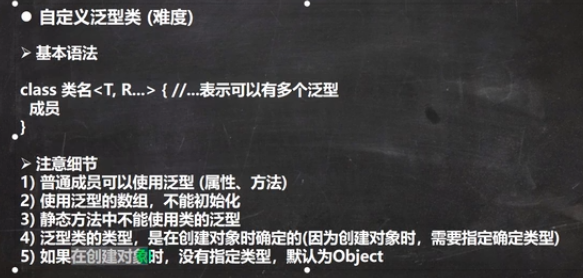 ● 自定义泛型类 (难度)
➢ 基本语法
class 类名<T, R...> { //...表示可以有多个泛型
成员
}
➢ 注意细节
1) 普通成员可以使用泛型 (属性、方法)
2) 使用泛型的数组，不能初始化
3) 静态方法中不能使用类的泛型
4) 泛型类的类型，是在创建对象时确定的(因为创建对象时，需要指定确定类型)
5) 如果在创建对象时，没有指定类型，默认为Object